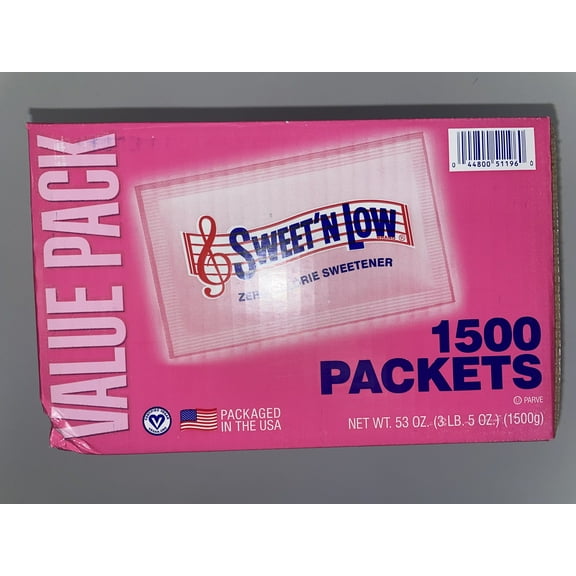 VALUE PACK
0 44800 51196 0
SWEET'N LOW
BRAND ®
ZERO CALORIE SWEETENER
1500
PACKETS
U PARVE
PACKAGED
IN THE USA
NET WT. 53 OZ. (3 LB. 5 OZ.) (1500g)